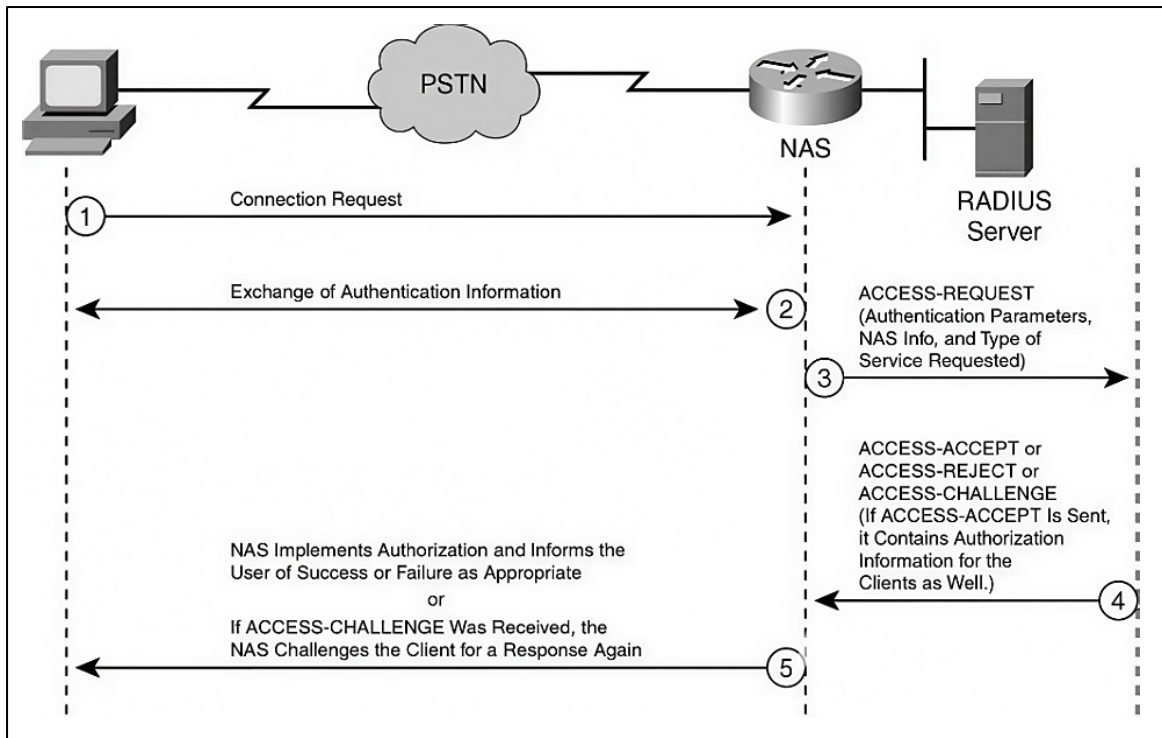 PSTN
NAS
RADIUS
Server
1
Connection Request
Exchange of Authentication Information
2
ACCESS-REQUEST
(Authentication Parameters,
NAS Info, and Type of
Service Requested)
3
ACCESS-ACCEPT or
ACCESS-REJECT or
ACCESS-CHALLENGE
(If ACCESS-ACCEPT Is Sent,
it Contains Authorization
Information for the
Clients as Well.)
4
NAS Implements Authorization and Informs the
User of Success or Failure as Appropriate
or
If ACCESS-CHALLENGE Was Received, the
NAS Challenges the Client for a Response Again
5